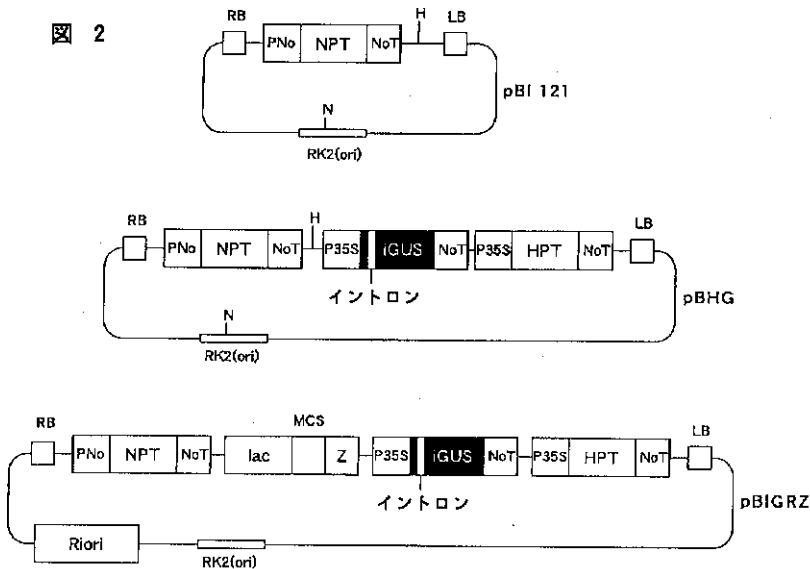 図 2
RB PNo NPT NoT H LB
pBI 121
N
RK2(ori)
RB PNo NPT NoT H P35S iGUS NoT P35S HPT NoT LB
イントロン
pBHG
N
RK2(ori)
MCS
RB PNo NPT NoT lac Z P35S iGUS NoT P35S HPT NoT LB
イントロン
pBIGRZ
Riori
RK2(ori)